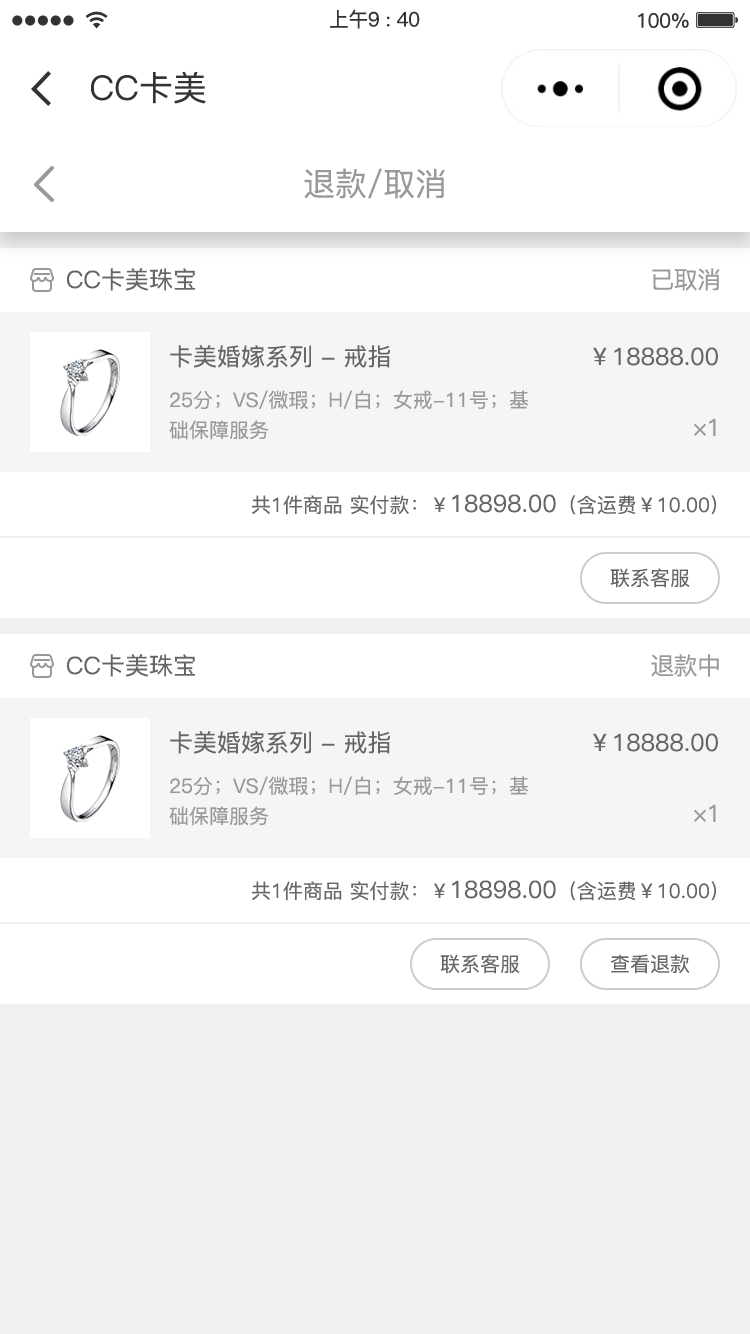 上午9 : 40
100%
CC卡美
退款/取消
CC卡美珠宝
已取消
卡美婚嫁系列 – 戒指
¥ 18888.00
25分；VS/微瑕；H/白；女戒–11号；基
础保障服务
×1
共1件商品 实付款： ¥ 18898.00（含运费 ¥ 10.00）
联系客服
CC卡美珠宝
退款中
卡美婚嫁系列 – 戒指
¥ 18888.00
25分；VS/微瑕；H/白；女戒–11号；基
础保障服务
×1
共1件商品 实付款： ¥ 18898.00（含运费 ¥ 10.00）
联系客服
查看退款